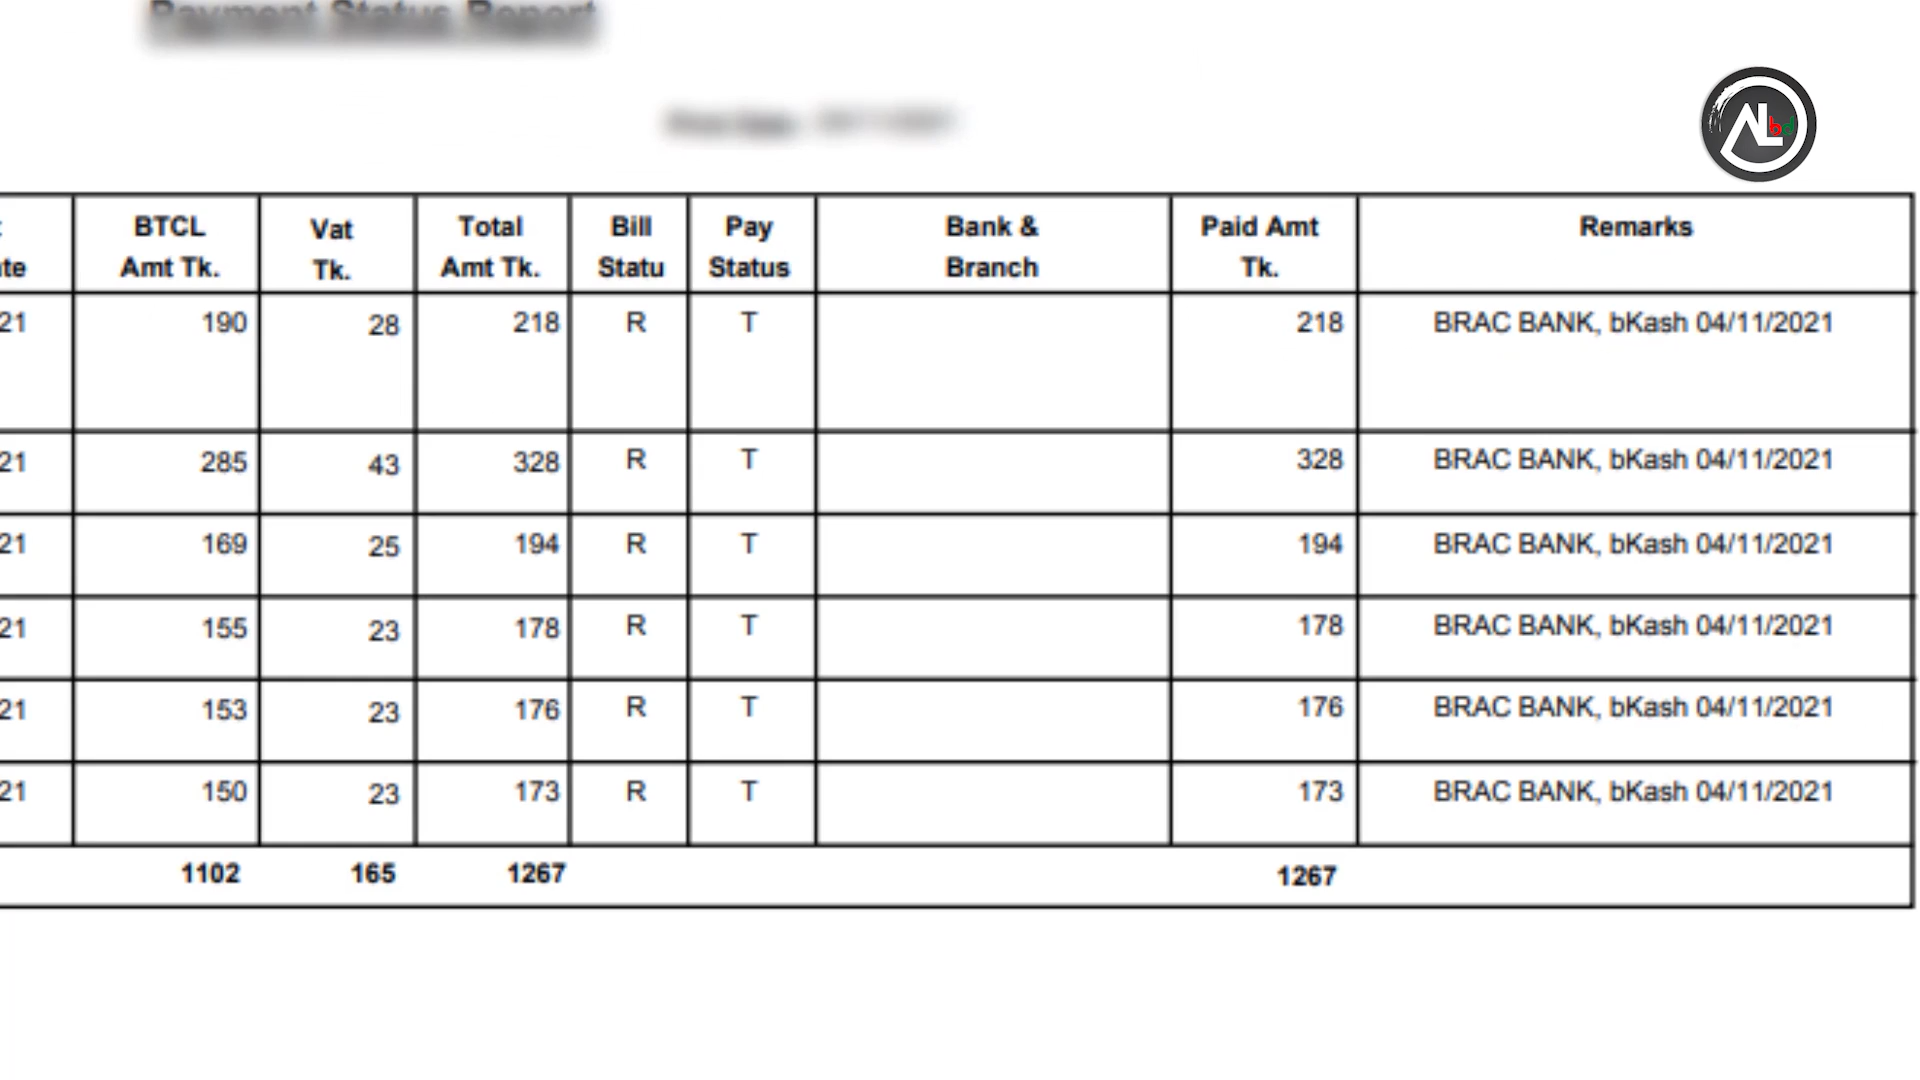 Payment Status Report
ALbd
BTCL Amt Tk. Vat Tk. Total Amt Tk. Bill Statu Pay Status Bank & Branch Paid Amt Tk. Remarks
21 190 28 218 R T 218 BRAC BANK, bKash 04/11/2021
21 285 43 328 R T 328 BRAC BANK, bKash 04/11/2021
21 169 25 194 R T 194 BRAC BANK, bKash 04/11/2021
21 155 23 178 R T 178 BRAC BANK, bKash 04/11/2021
21 153 23 176 R T 176 BRAC BANK, bKash 04/11/2021
21 150 23 173 R T 173 BRAC BANK, bKash 04/11/2021
1102 165 1267 1267